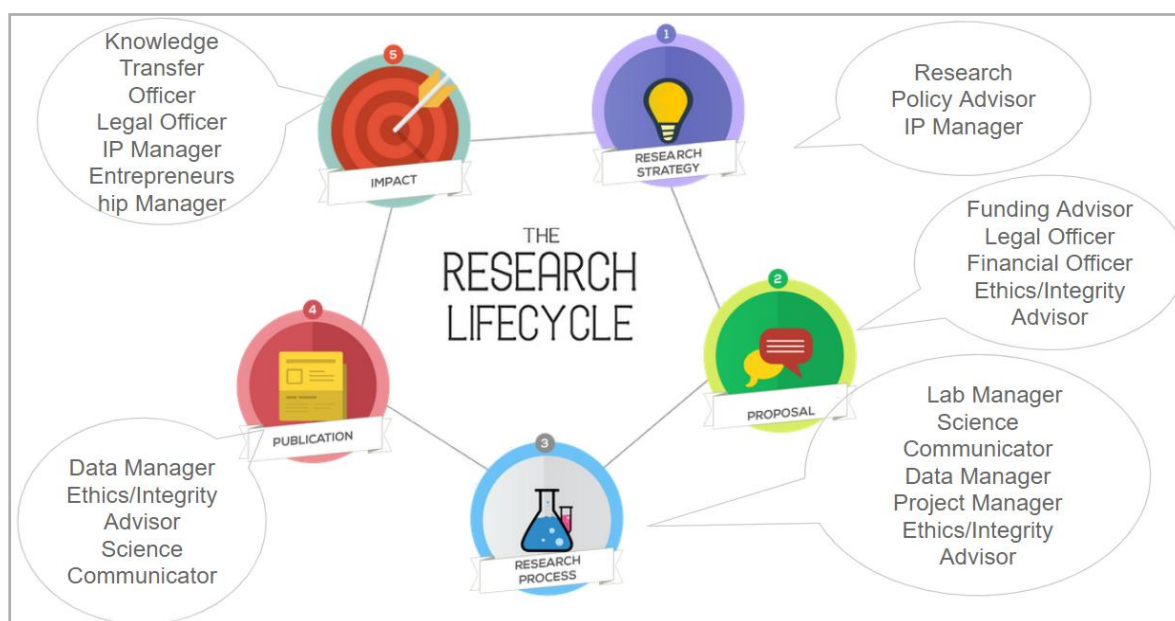 THE
RESEARCH
LIFECYCLE
1
RESEARCH
STRATEGY
Research
Policy Advisor
IP Manager
2
PROPOSAL
Funding Advisor
Legal Officer
Financial Officer
Ethics/Integrity
Advisor
3
RESEARCH
PROCESS
Lab Manager
Science
Communicator
Data Manager
Project Manager
Ethics/Integrity
Advisor
4
PUBLICATION
Data Manager
Ethics/Integrity
Advisor
Science
Communicator
5
IMPACT
Knowledge
Transfer
Officer
Legal Officer
IP Manager
Entrepreneurs
hip Manager